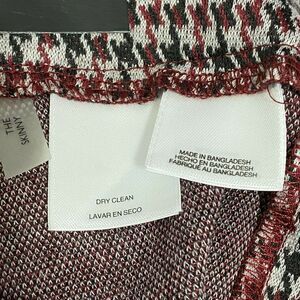 THE
SKINNY
DRY CLEAN
LAVAR EN SECO
MADE IN BANGLADESH
HECHO EN BANGLADESH
FABRIQUÉ AU BANGLADESH